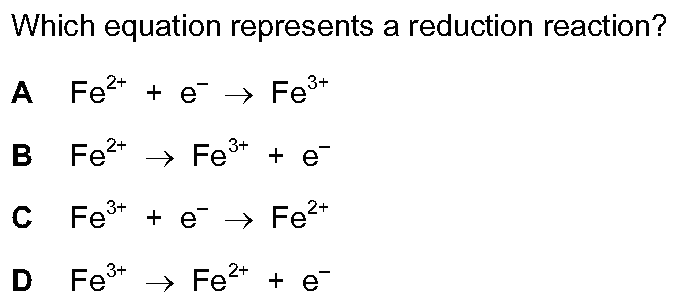 Which equation represents a reduction reaction?
A Fe²⁺ + e⁻ → Fe³⁺
B Fe²⁺ → Fe³⁺ + e⁻
C Fe³⁺ + e⁻ → Fe²⁺
D Fe³⁺ → Fe²⁺ + e⁻